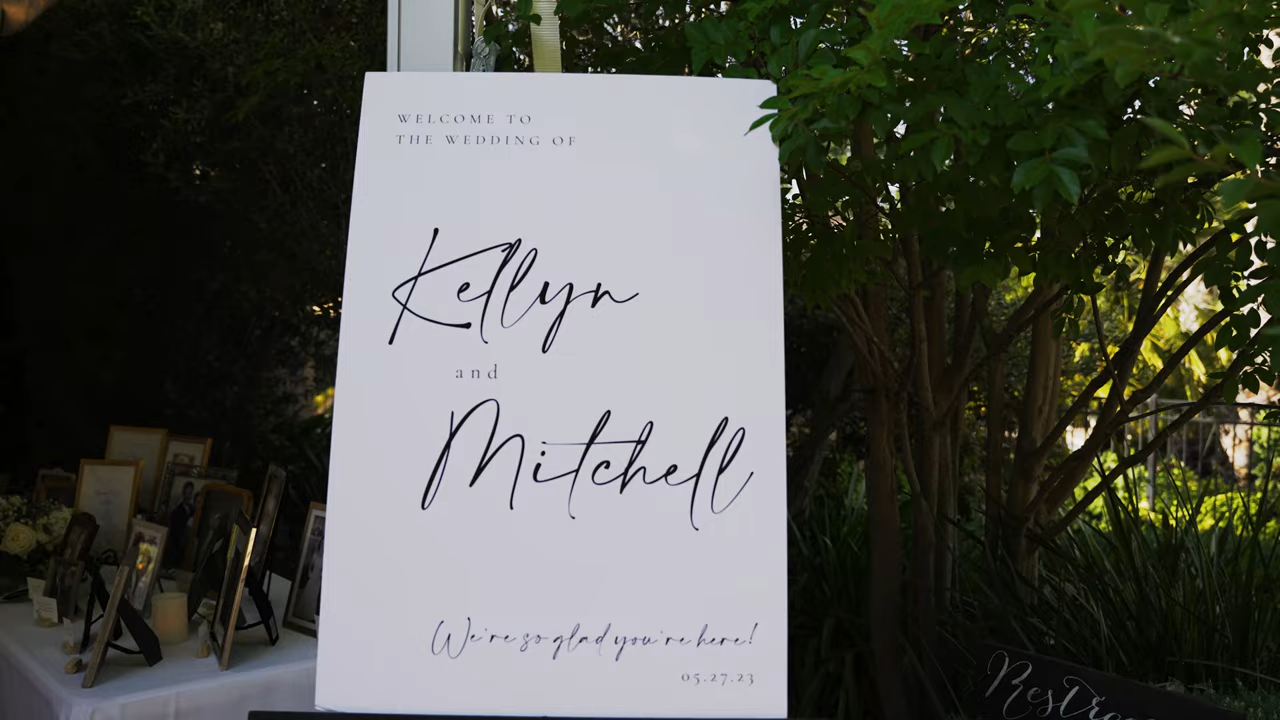 WELCOME TO
THE WEDDING OF
Kellyn
and
Mitchell
We're so glad you're here!
05.27.23